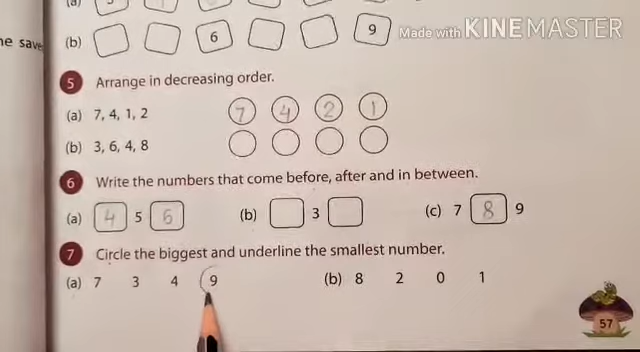 (a)
ne save
(b) 6 9
Made with KINEMASTER
5 Arrange in decreasing order.
(a) 7, 4, 1, 2 7 4 2 1
(b) 3, 6, 4, 8
6 Write the numbers that come before, after and in between.
(a) 4 5 6 (b) 3 (c) 7 8 9
7 Circle the biggest and underline the smallest number.
(a) 7 3 4 9 (b) 8 2 0 1
57